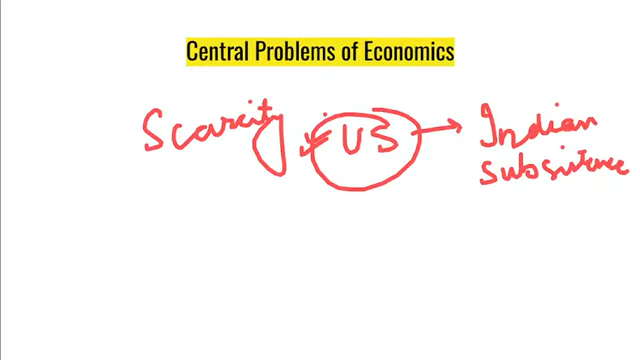 Central Problems of Economics
Scarcity US → Indian
Subsistence